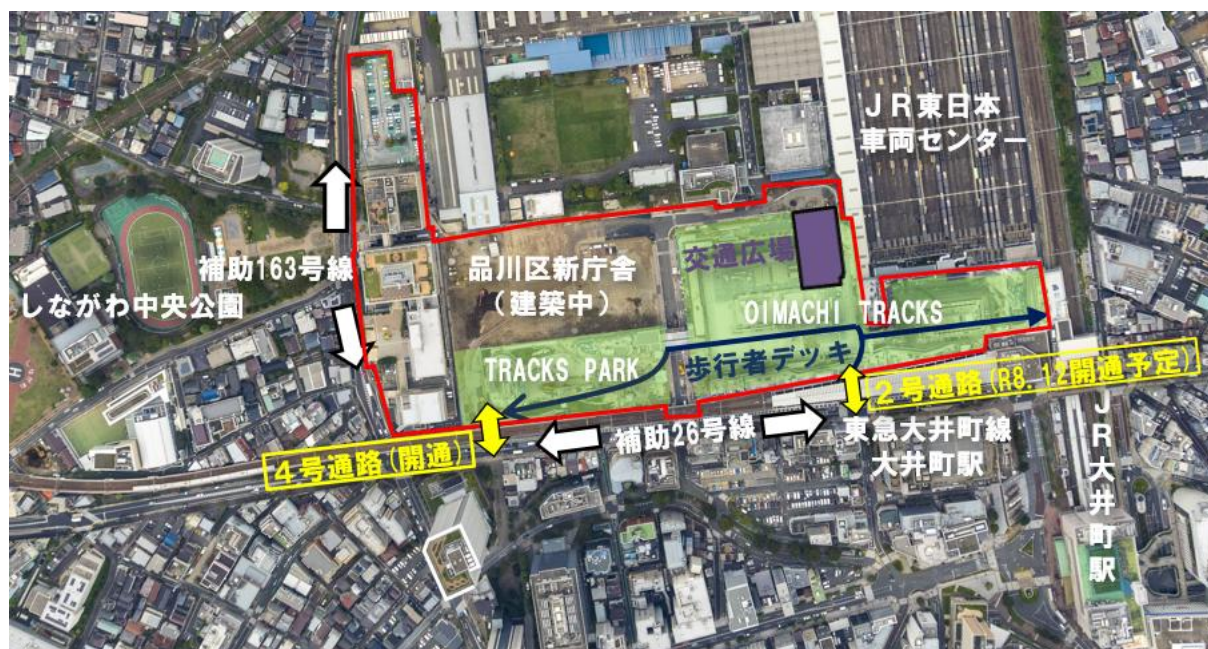 JR東日本
車両センター
補助163号線
しながわ中央公園
品川区新庁舎
(建築中)
交通広場
OIMACHI TRACKS
TRACKS PARK
歩行者デッキ
2号通路(R8.12開通予定)
4号通路(開通)
補助26号線
東急大井町線
大井町駅
JR大井町駅